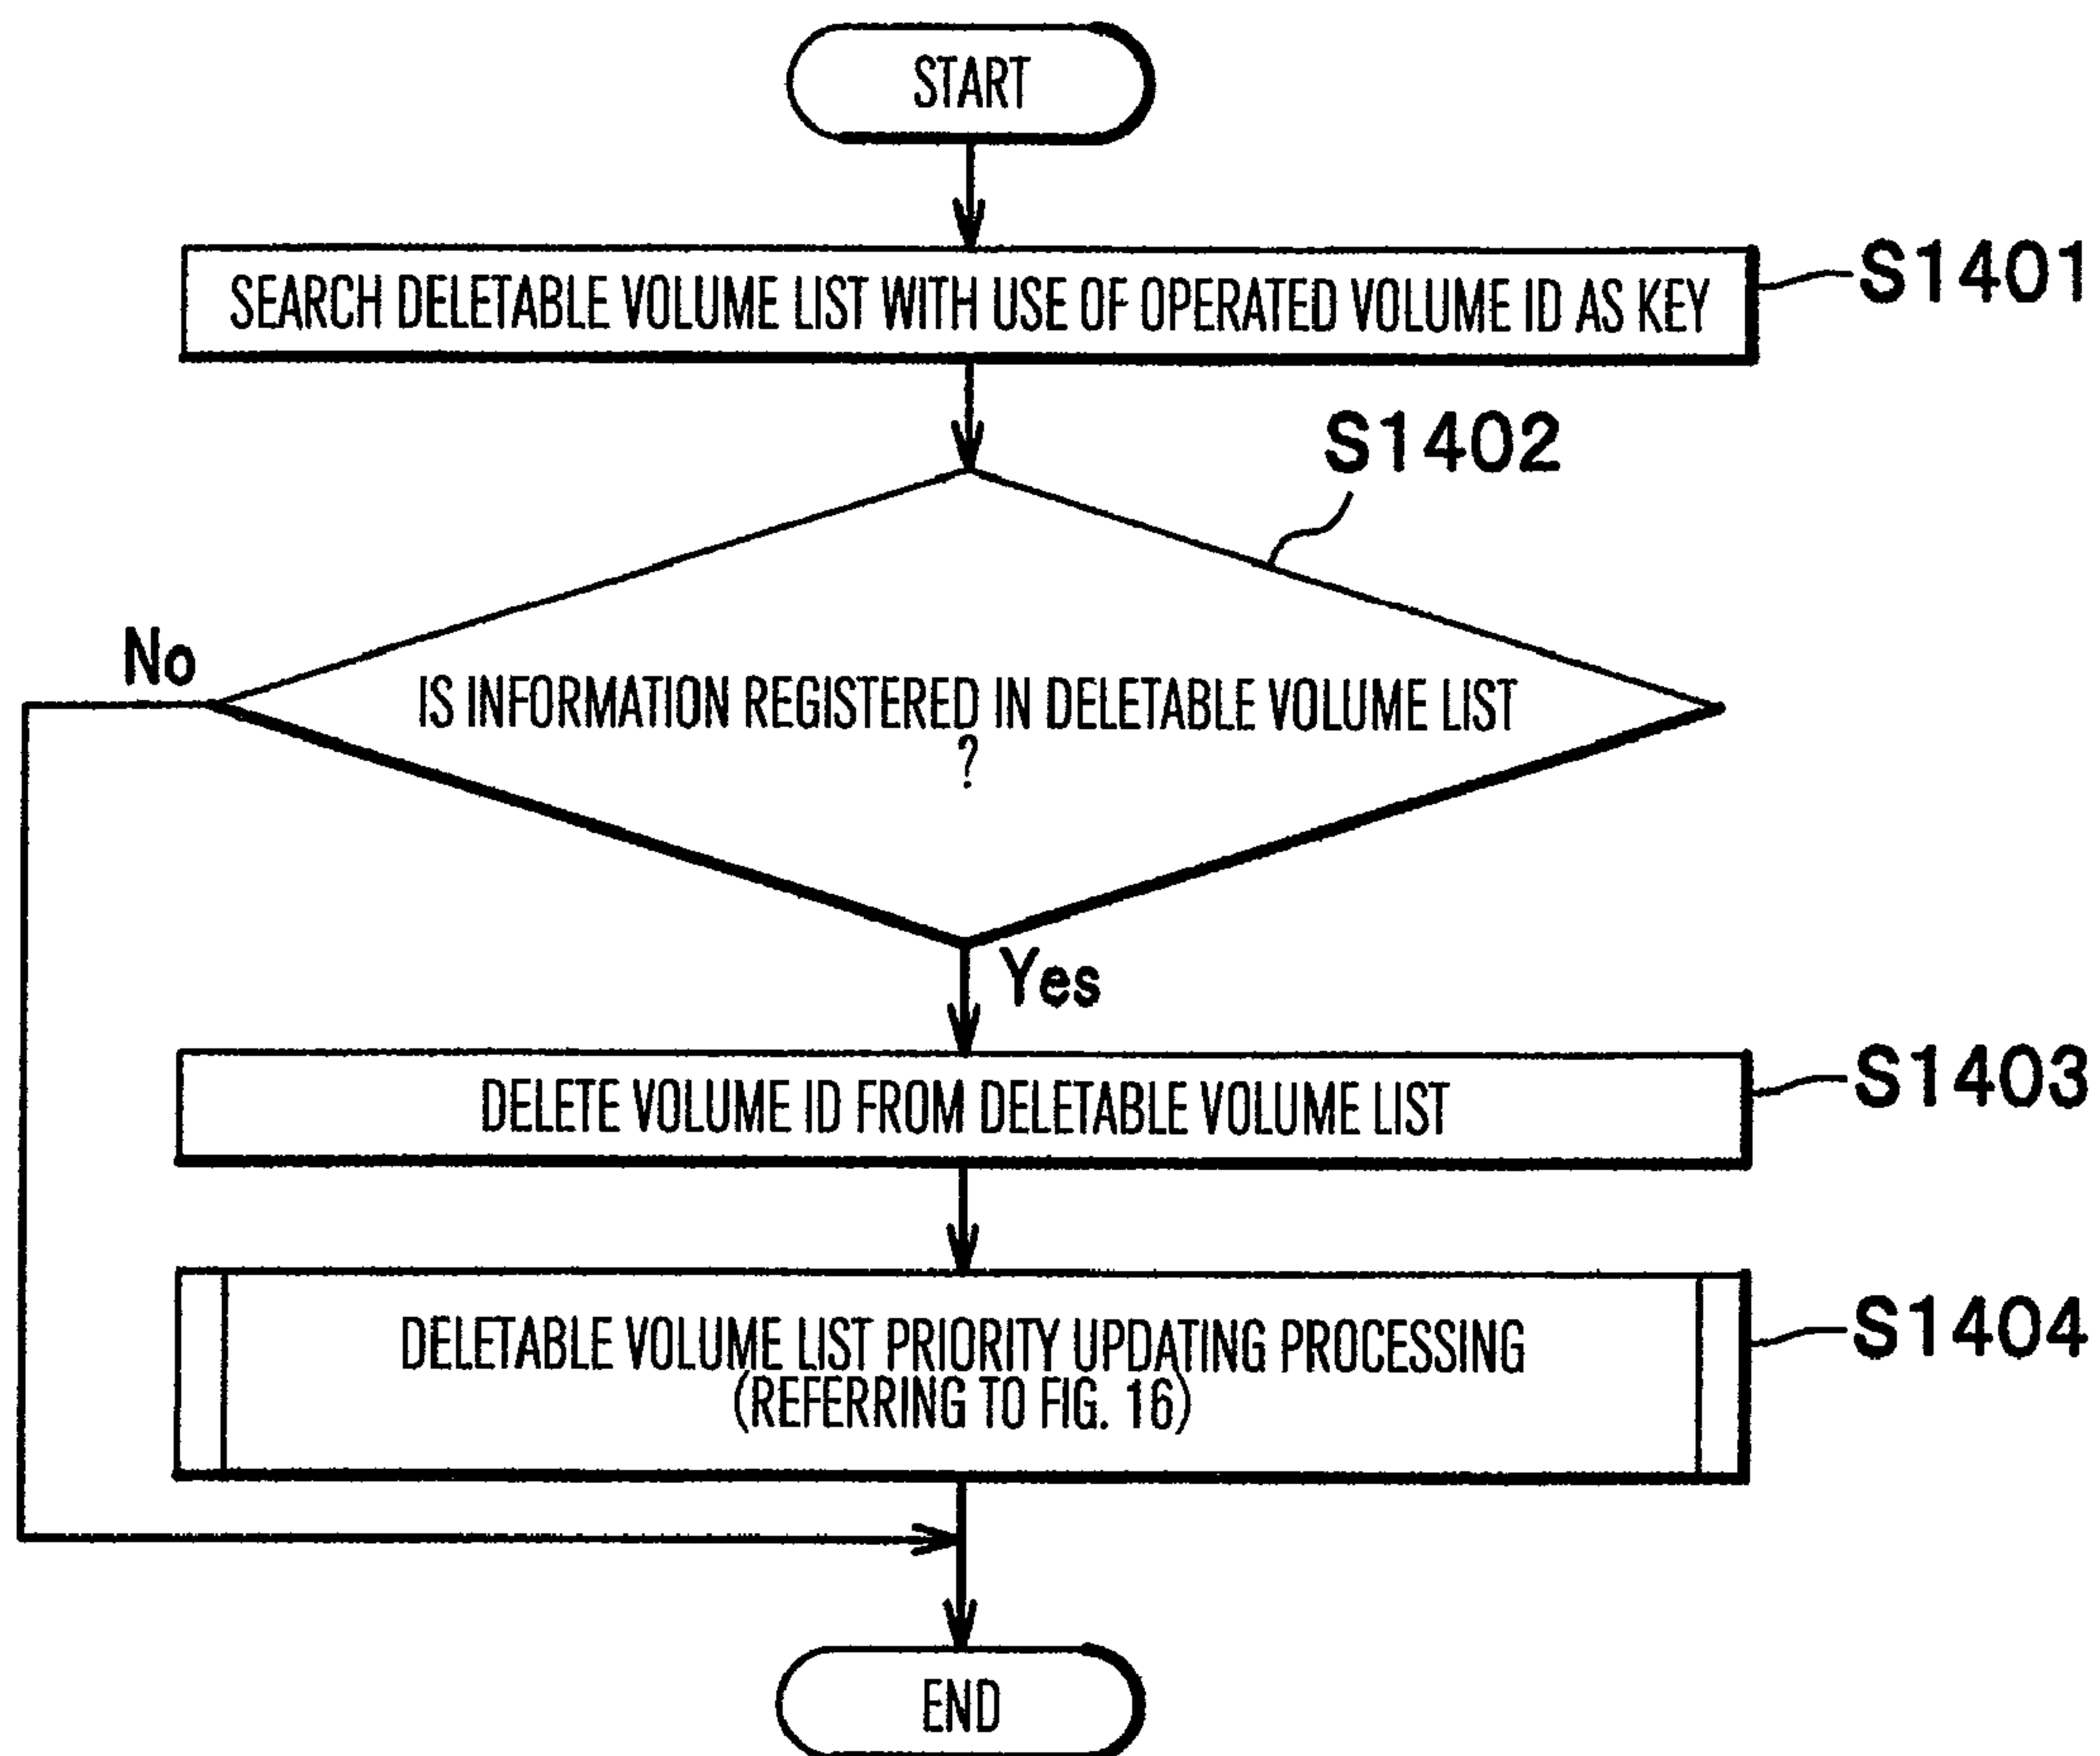 START
SEARCH DELETABLE VOLUME LIST WITH USE OF OPERATED VOLUME ID AS KEY
S1401
S1402
No
IS INFORMATION REGISTERED IN DELETABLE VOLUME LIST
?
Yes
DELETE VOLUME ID FROM DELETABLE VOLUME LIST
S1403
DELETABLE VOLUME LIST PRIORITY UPDATING PROCESSING
(REFERRING TO FIG. 16)
S1404
END